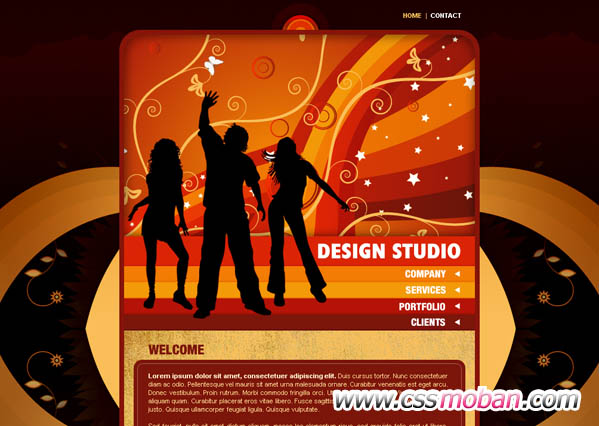 HOME | CONTACT
DESIGN STUDIO
COMPANY
SERVICES
PORTFOLIO
CLIENTS
WELCOME
Lorem ipsum dolor sit amet, consectetuer adipiscing elit. Duis cursus tortor. Nunc consectetuer
diam ac odio. Pellentesque vel mauris sit amet urna malesuada ornare. Curabitur venenatis est eget arcu.
Donec vestibulum. Proin rutrum. Morbi commodo fringilla orci.
aliquam quam. Curabitur placerat eros vitae libero. Fusce
justo. Quisque ullamcorper feugiat ligula. Quisque vulputate.
www.cssmoban.com